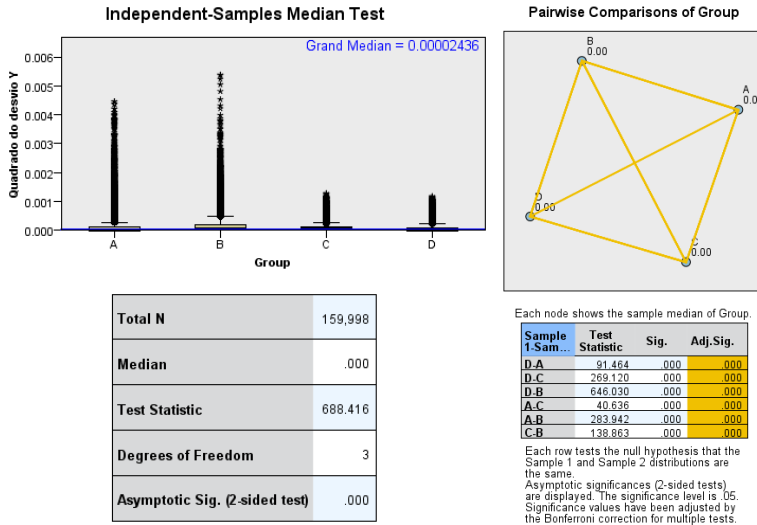 Independent-Samples Median Test
Grand Median = 0.00002436
Quadrado do desvio Y
0.006
0.005
0.004
0.003
0.002
0.001
0.000
A B C D
Group
Total N 159,998
Median .000
Test Statistic 688.416
Degrees of Freedom 3
Asymptotic Sig. (2-sided test) .000
Pairwise Comparisons of Group
B
0.00
A
0.0
D
0.00
C
0.00
Each node shows the sample median of Group.
Sample 1-Sam... Test Statistic Sig. Adj.Sig.
D-A 91.464 .000 .000
D-C 269.120 .000 .000
D-B 646.030 .000 .000
A-C 40.636 .000 .000
A-B 283.942 .000 .000
C-B 138.863 .000 .000
Each row tests the null hypothesis that the
Sample 1 and Sample 2 distributions are
the same.
Asymptotic significances (2-sided tests)
are displayed. The significance level is .05.
Significance values have been adjusted by
the Bonferroni correction for multiple tests.